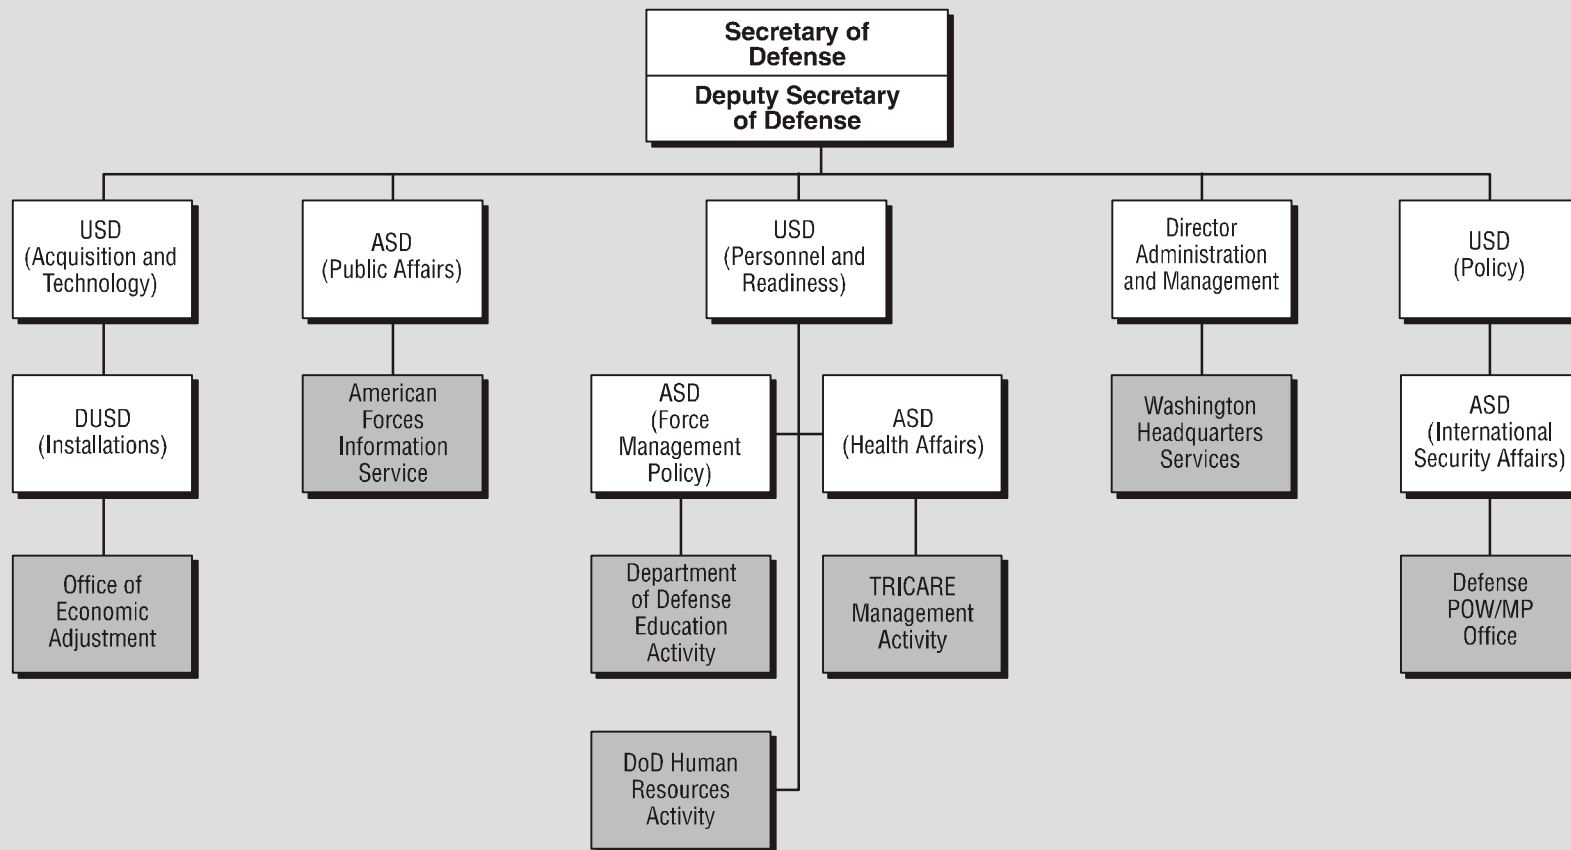 Secretary of
Defense
Deputy Secretary
of Defense
USD
(Acquisition and
Technology)
ASD
(Public Affairs)
USD
(Personnel and
Readiness)
Director
Administration
and Management
USD
(Policy)
DUSD
(Installations)
American
Forces
Information
Service
ASD
(Force
Management
Policy)
ASD
(Health Affairs)
Washington
Headquarters
Services
ASD
(International
Security Affairs)
Office of
Economic
Adjustment
Department
of Defense
Education
Activity
TRICARE
Management
Activity
Defense
POW/MP
Office
DoD Human
Resources
Activity